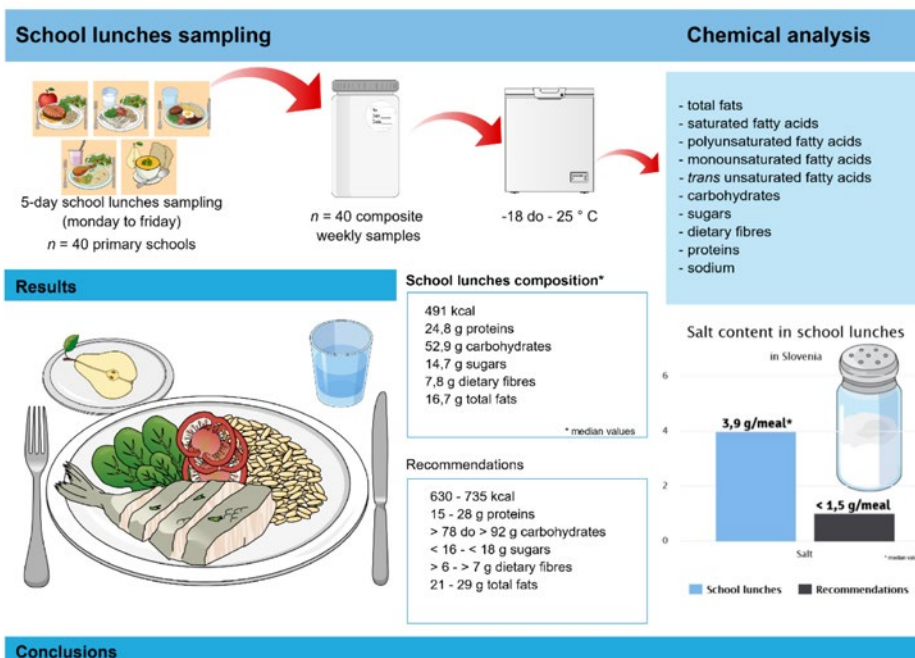 School lunches sampling
Chemical analysis
5-day school lunches sampling
(monday to friday)
n = 40 primary schools
n = 40 composite
weekly samples
-18 do - 25 ° C
- total fats
- saturated fatty acids
- polyunsaturated fatty acids
- monounsaturated fatty acids
- trans unsaturated fatty acids
- carbohydrates
- sugars
- dietary fibres
- proteins
- sodium
Results
School lunches composition*
491 kcal
24,8 g proteins
52,9 g carbohydrates
14,7 g sugars
7,8 g dietary fibres
16,7 g total fats
* median values
Recommendations
630 - 735 kcal
15 - 28 g proteins
> 78 do > 92 g carbohydrates
< 16 - < 18 g sugars
> 6 - > 7 g dietary fibres
21 - 29 g total fats
Salt content in school lunches
in Slovenia
6
4
2
0
3,9 g/meal*
< 1,5 g/meal
Salt
* median valu
School lunches
Recommendations
Conclusions